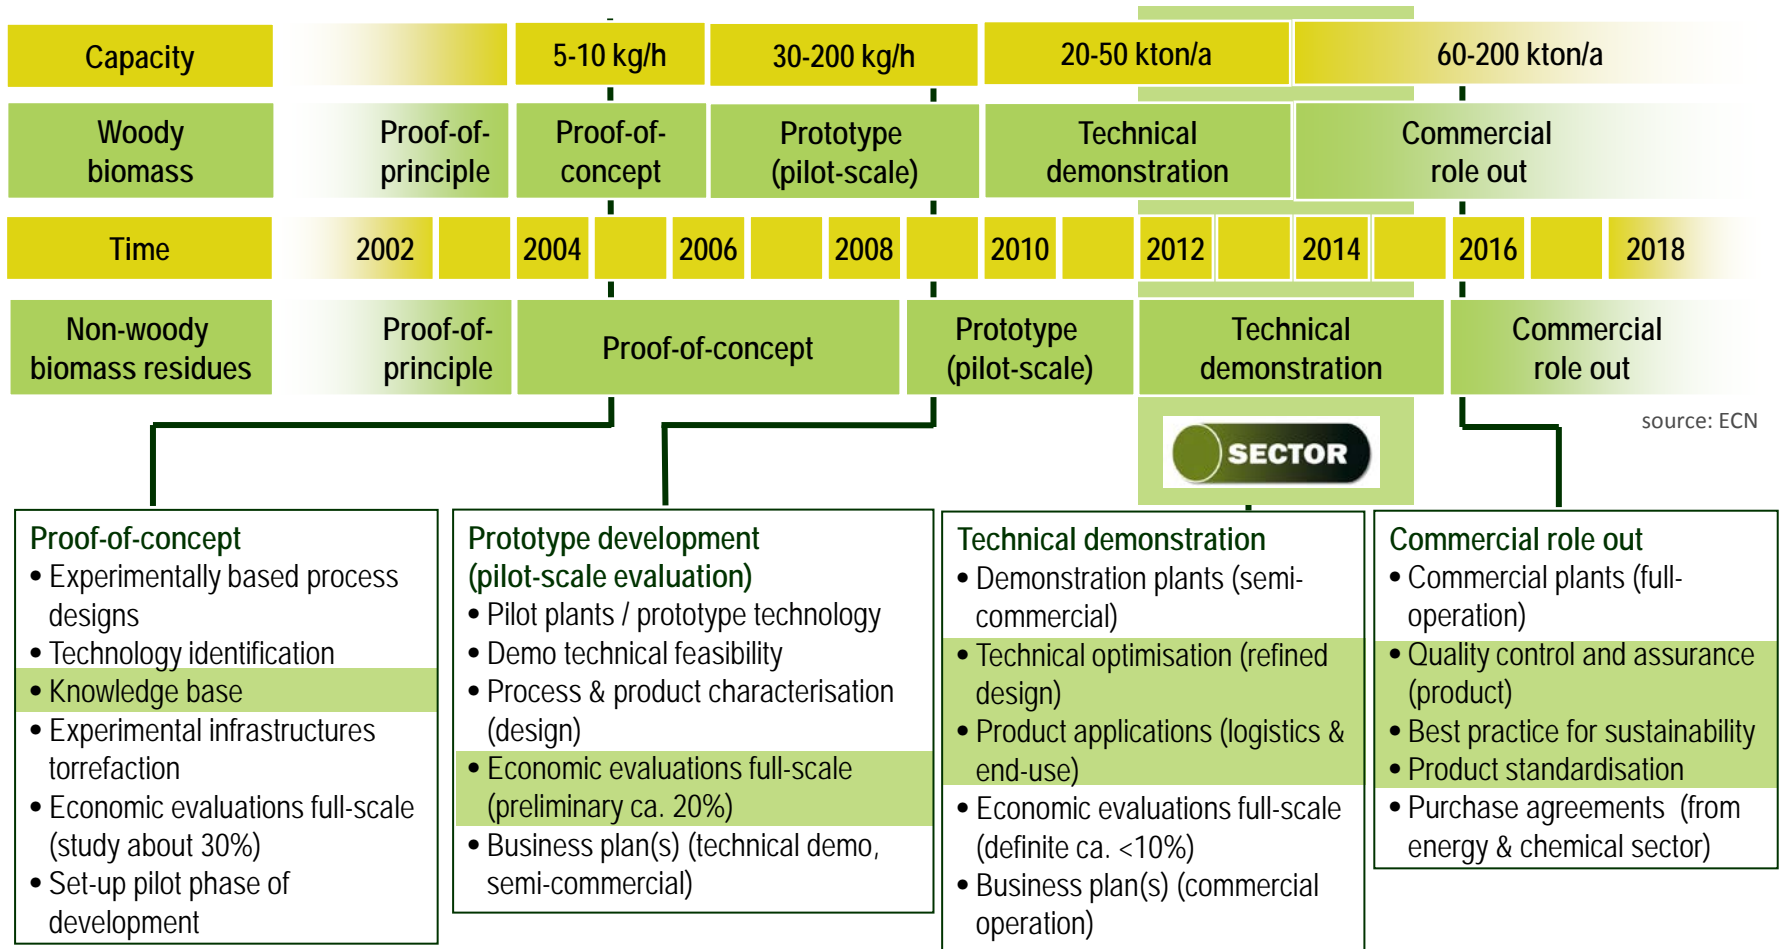 Capacity
5-10 kg/h
30-200 kg/h
20-50 kton/a
60-200 kton/a
Woody
biomass
Proof-of-
principle
Proof-of-
concept
Prototype
(pilot-scale)
Technical
demonstration
Commercial
role out
Time
2002
2004
2006
2008
2010
2012
2014
2016
2018
Non-woody
biomass residues
Proof-of-
principle
Proof-of-concept
Prototype
(pilot-scale)
Technical
demonstration
Commercial
role out
source: ECN
SECTOR
Proof-of-concept
• Experimentally based process
designs
• Technology identification
• Knowledge base
• Experimental infrastructures
torrefaction
• Economic evaluations full-scale
(study about 30%)
• Set-up pilot phase of
development
Prototype development
(pilot-scale evaluation)
• Pilot plants / prototype technology
• Demo technical feasibility
• Process & product characterisation
(design)
• Economic evaluations full-scale
(preliminary ca. 20%)
• Business plan(s) (technical demo,
semi-commercial)
Technical demonstration
• Demonstration plants (semi-
commercial)
• Technical optimisation (refined
design)
• Product applications (logistics &
end-use)
• Economic evaluations full-scale
(definite ca. <10%)
• Business plan(s) (commercial
operation)
Commercial role out
• Commercial plants (full-
operation)
• Quality control and assurance
(product)
• Best practice for sustainability
• Product standardisation
• Purchase agreements (from
energy & chemical sector)